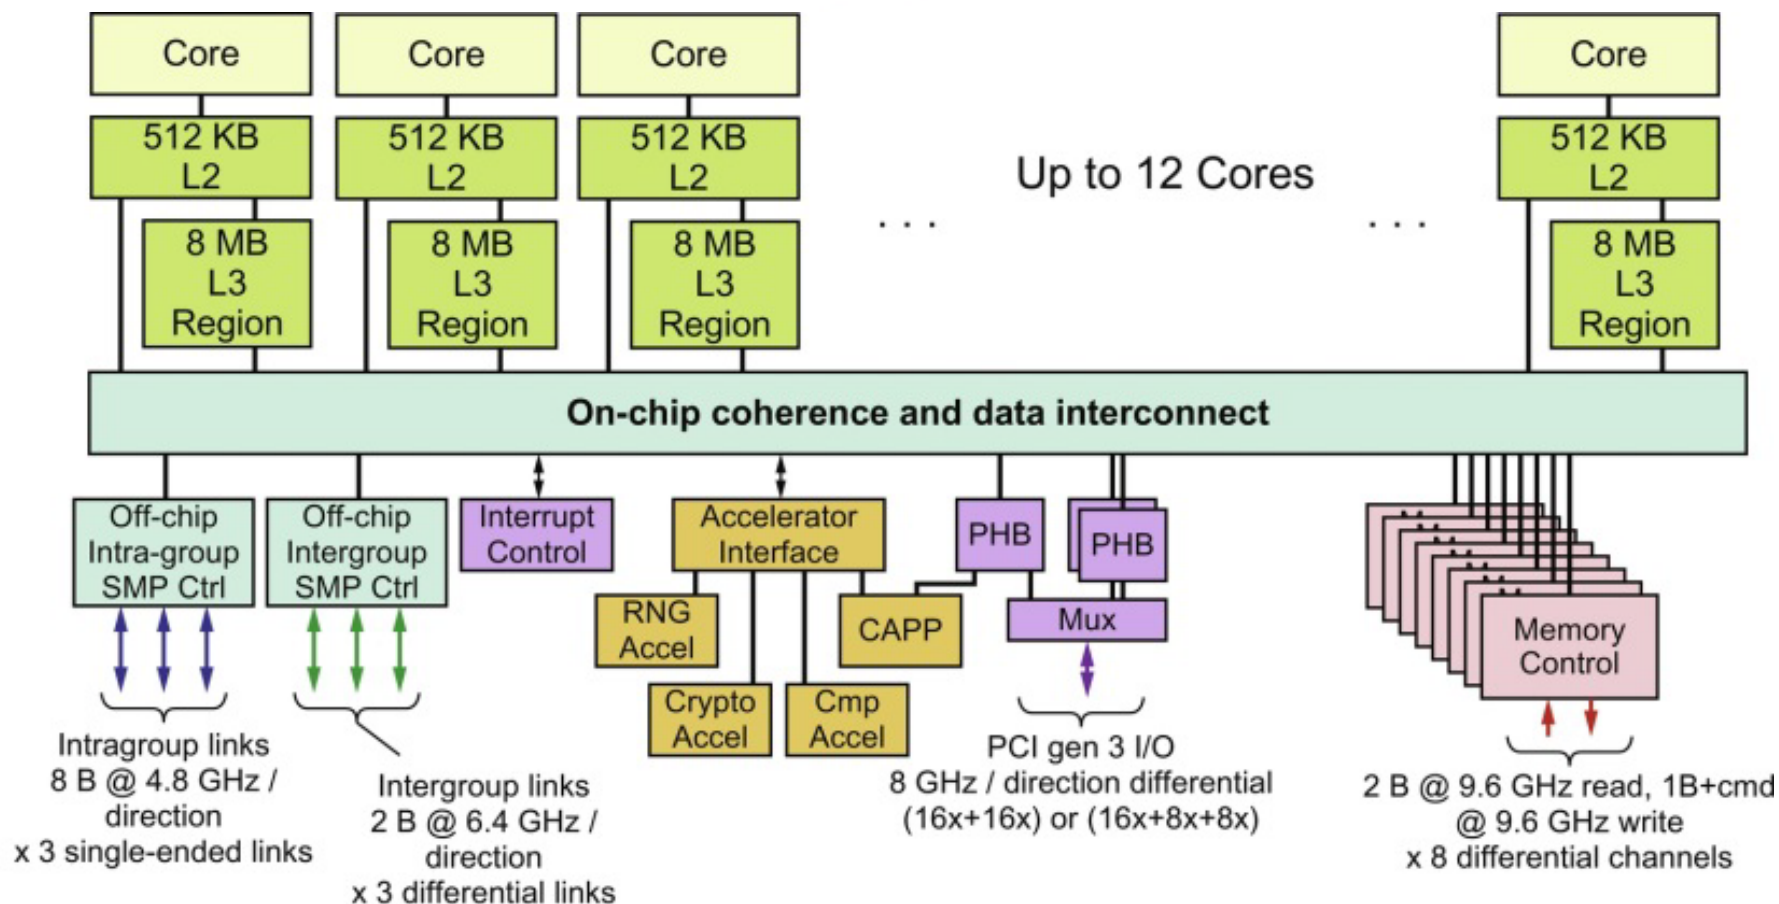 Core
Core
Core
Core
512 KB
L2
512 KB
L2
512 KB
L2
512 KB
L2
Up to 12 Cores
. . .
. . .
8 MB
L3
Region
8 MB
L3
Region
8 MB
L3
Region
8 MB
L3
Region
On-chip coherence and data interconnect
Off-chip
Intra-group
SMP Ctrl
Off-chip
Intergroup
SMP Ctrl
Interrupt
Control
Accelerator
Interface
PHB
PHB
RNG
Accel
CAPP
Mux
Crypto
Accel
Cmp
Accel
Memory
Control
Intragroup links
8 B @ 4.8 GHz /
direction
x 3 single-ended links
Intergroup links
2 B @ 6.4 GHz /
direction
x 3 differential links
PCI gen 3 I/O
8 GHz / direction differential
(16x+16x) or (16x+8x+8x)
2 B @ 9.6 GHz read, 1B+cmd
@ 9.6 GHz write
x 8 differential channels